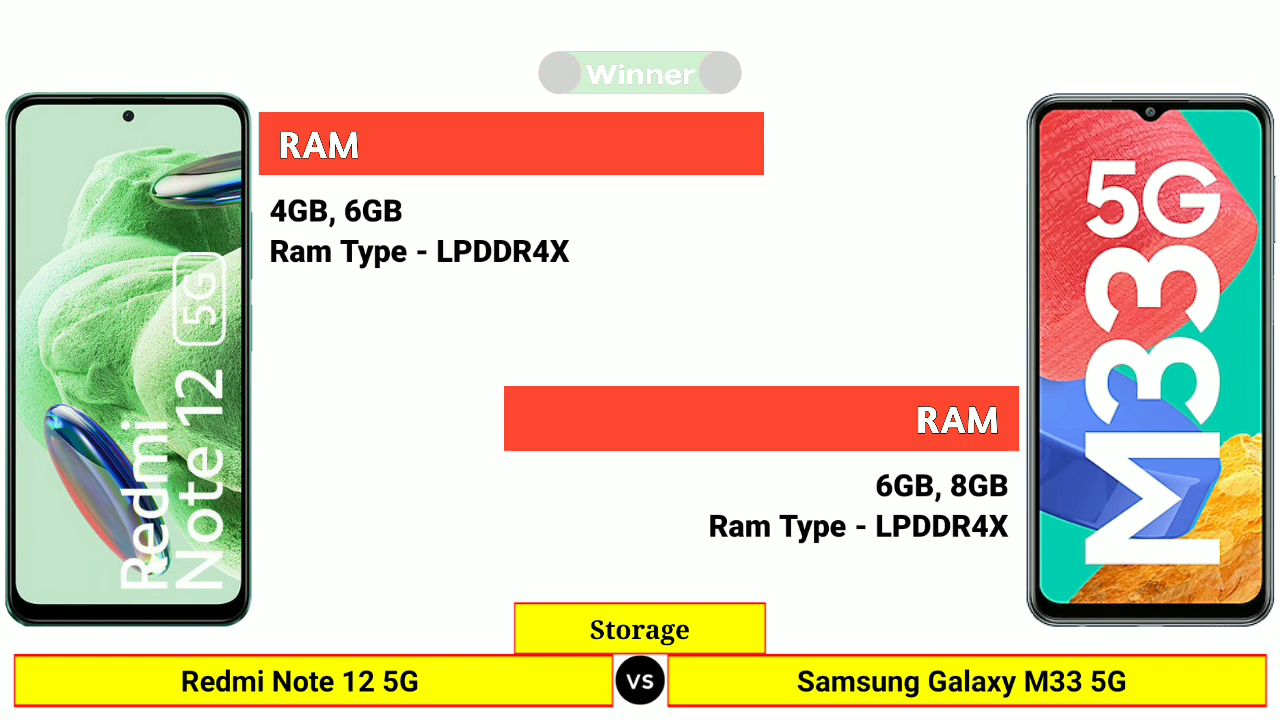 Winner
RAM
4GB, 6GB
Ram Type - LPDDR4X
Redmi
Note 12 5G
RAM
6GB, 8GB
Ram Type - LPDDR4X
M33 5G
Storage
Redmi Note 12 5G
VS
Samsung Galaxy M33 5G